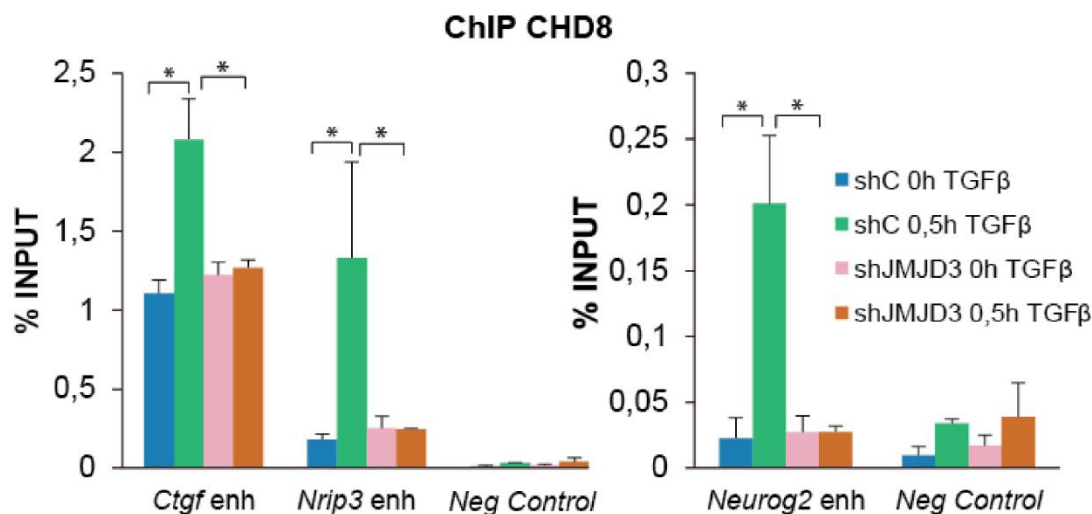 ChIP CHD8
% INPUT
2,5
2
1,5
1
0,5
0
*
*
*
*
Ctgf enh
Nrip3 enh
Neg Control
% INPUT
0,3
0,25
0,2
0,15
0,1
0,05
0
*
*
shC 0h TGFβ
shC 0,5h TGFβ
shJMJD3 0h TGFβ
shJMJD3 0,5h TGFβ
Neurog2 enh
Neg Control